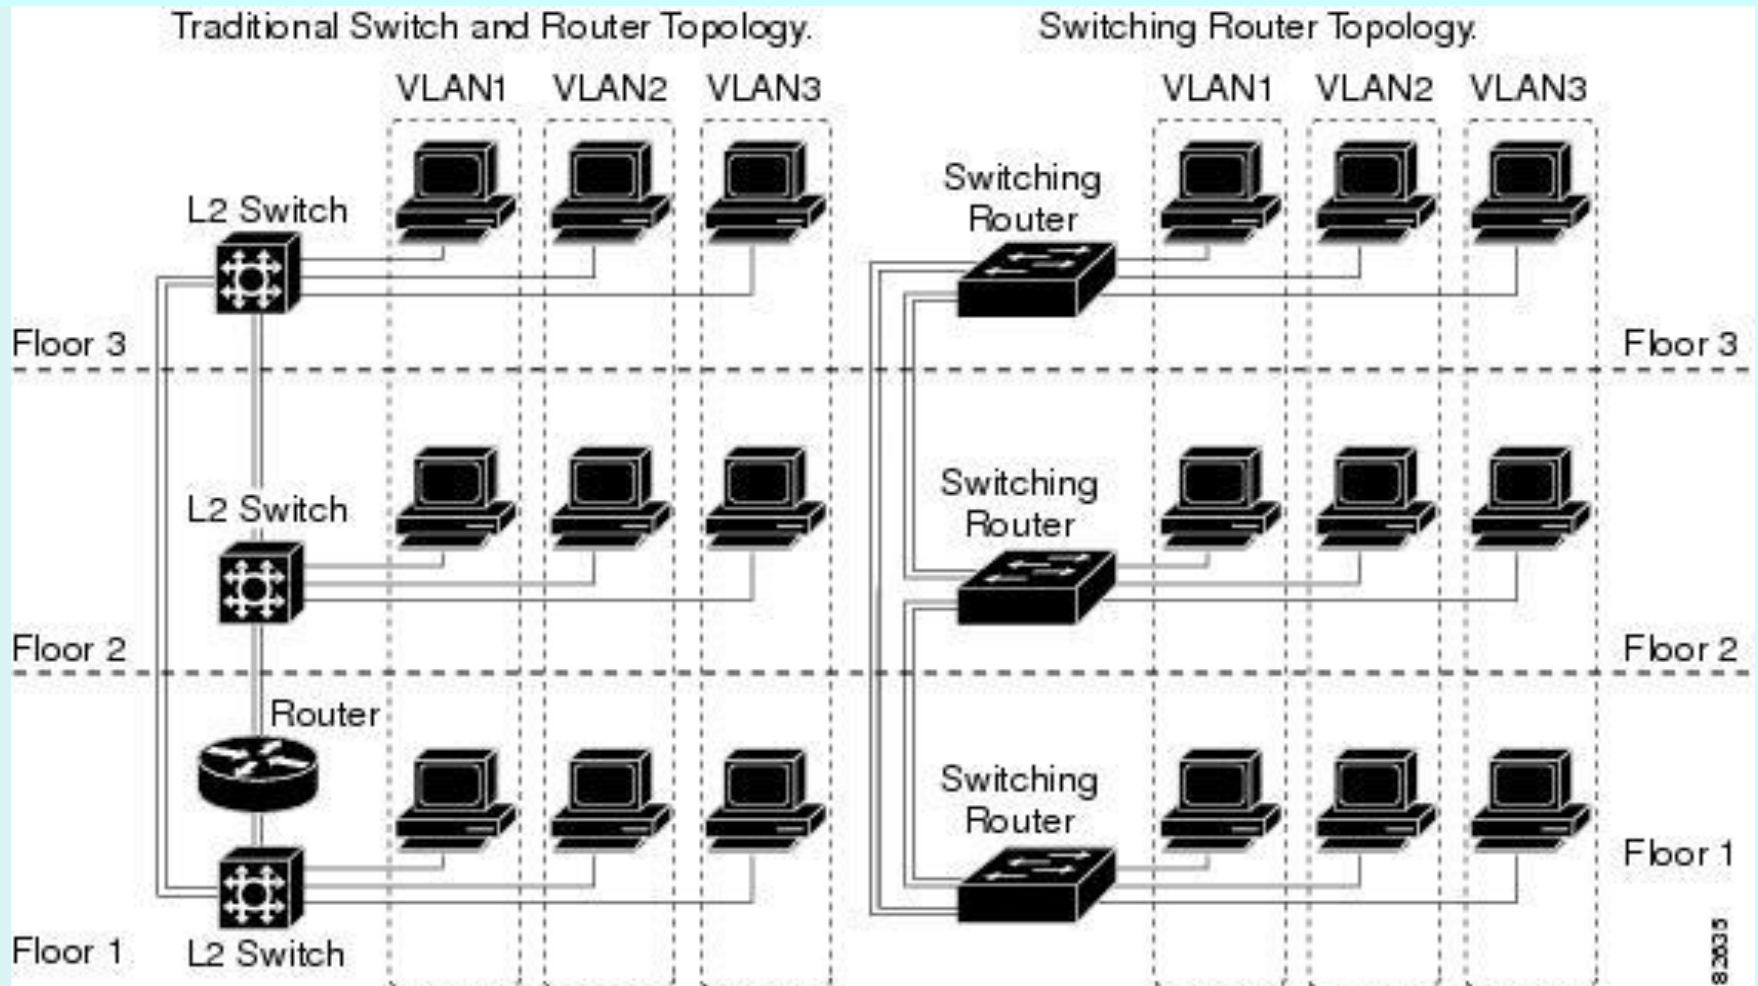 Traditional Switch and Router Topology.
VLAN1 VLAN2 VLAN3
L2 Switch
Floor 3
L2 Switch
Floor 2
Router
L2 Switch
Floor 1
Switching Router Topology.
VLAN1 VLAN2 VLAN3
Switching
Router
Floor 3
Switching
Router
Floor 2
Switching
Router
Floor 1
82635